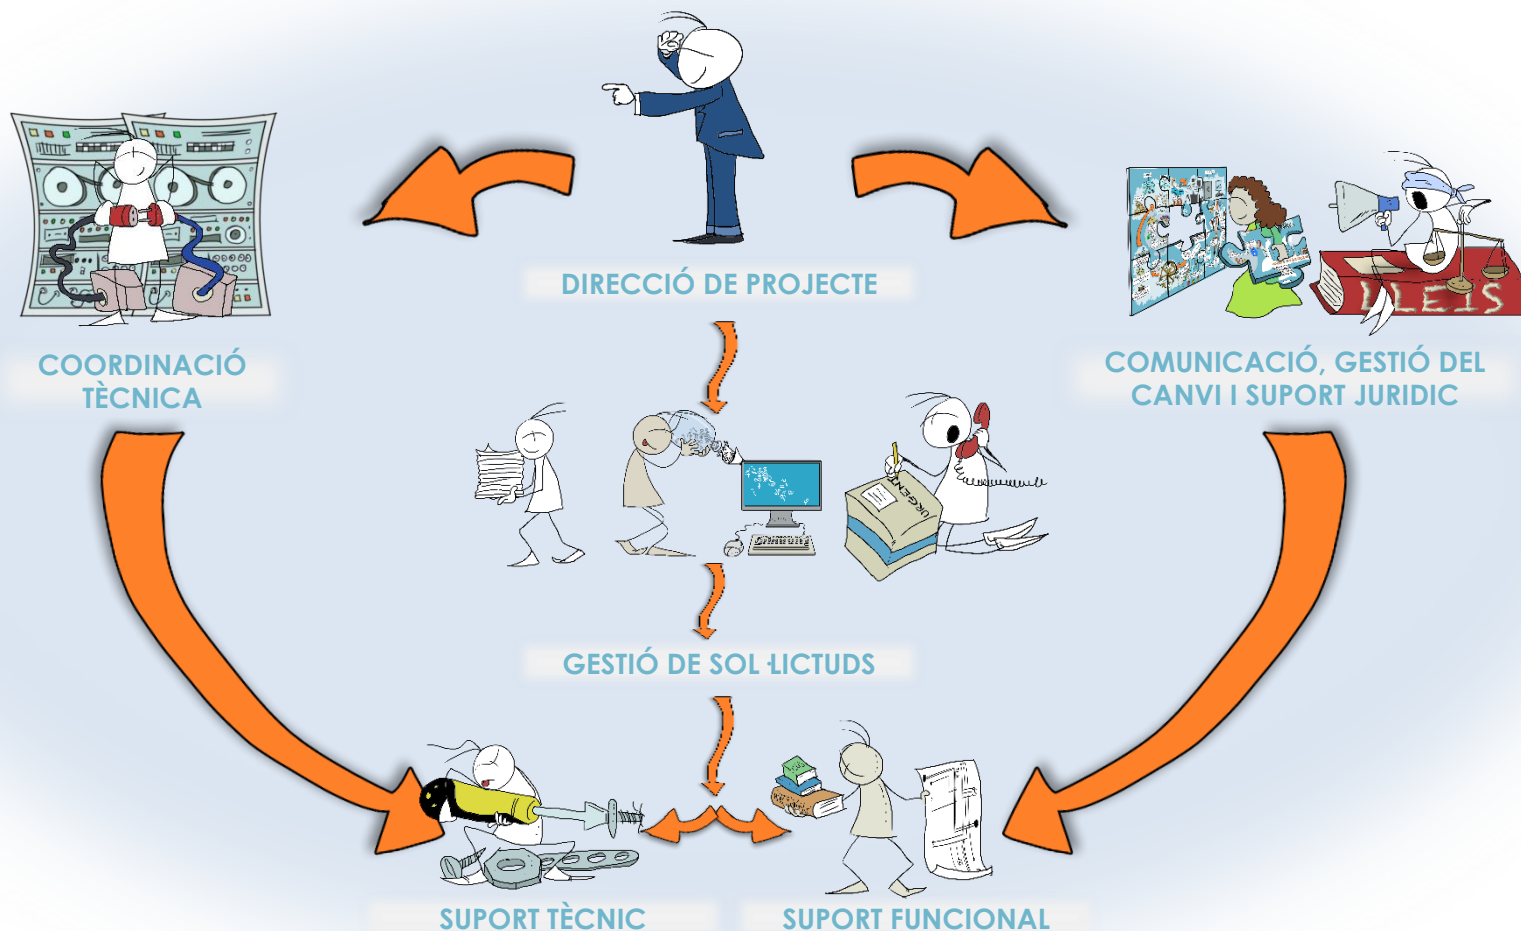 DIRECCIÓ DE PROJECTE
COORDINACIÓ
TÈCNICA
LLEIS
COMUNICACIÓ, GESTIÓ DEL
CANVI I SUPORT JURIDIC
URGENT
GESTIÓ DE SOL·LICTUDS
SUPORT TÈCNIC
SUPORT FUNCIONAL